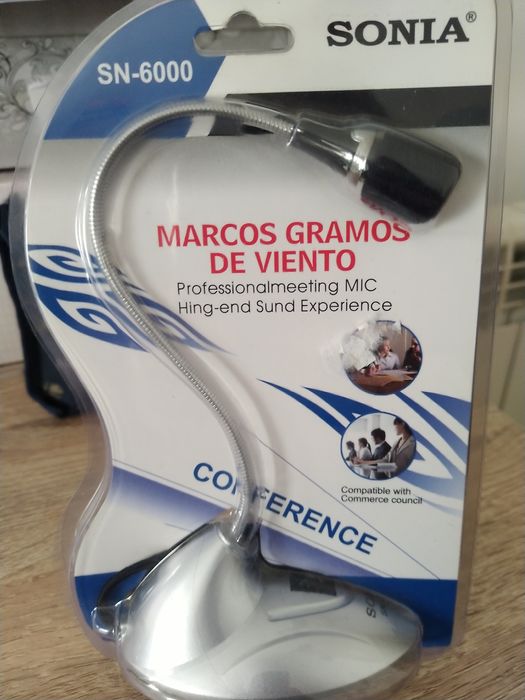 SONIA®
SN-6000
MARCOS GRAMOS
DE VIENTO
Professionalmeeting MIC
Hing-end Sund Experience
CONFERENCE
Compatible with
Commerce council